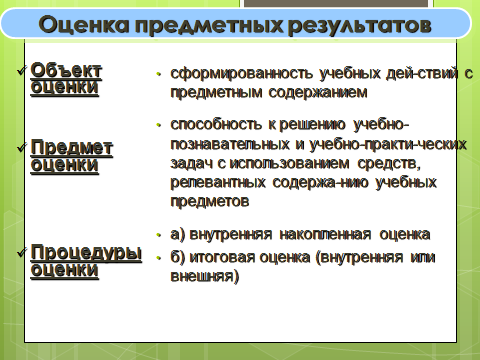 Оценка предметных результатов
Объект
оценки
сформированность учебных дей-ствий с
предметным содержанием
Предмет
оценки
способность к решению учебно-
познавательных и учебно-практи-ческих
задач с использованием средств,
релевантных содержа-нию учебных
предметов
Процедуры
оценки
а) внутренняя накопленная оценка
б) итоговая оценка (внутренняя или
внешняя)